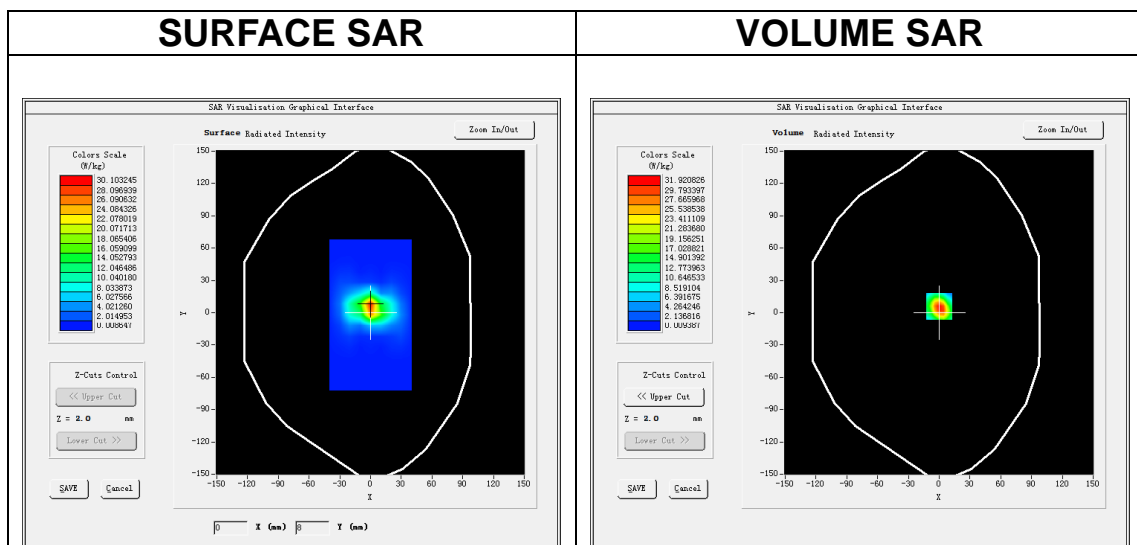 SURFACE SAR
VOLUME SAR
SAR Visualisation Graphical Interface
Surface Radiated Intensity
Zoom In/Out
Colors Scale
(W/kg)
30.103245
28.096939
26.090632
24.084326
22.078019
20.071713
18.065406
16.059099
14.052793
12.046486
10.040180
8.033873
6.027566
4.021260
2.014953
0.008647
Z-Cuts Control
<< Upper Cut
Z = 2.0 mm
Lower Cut >>
SAVE
Cancel
150
120
90
60
30
0
-30
-60
-90
-120
-150
Y
-150 -120 -90 -60 -30 0 30 60 90 120 150
X
0 X (mm) 8 Y (mm)
SAR Visualisation Graphical Interface
Volume Radiated Intensity
Zoom In/Out
Colors Scale
(W/kg)
31.920826
29.793397
27.665968
25.538538
23.411109
21.283680
19.156251
17.028821
14.901392
12.773963
10.646533
8.519104
6.391675
4.264246
2.136816
0.009387
Z-Cuts Control
<< Upper Cut
Z = 2.0 mm
Lower Cut >>
SAVE
Cancel
150
120
90
60
30
0
-30
-60
-90
-120
-150
Y
-150 -120 -90 -60 -30 0 30 60 90 120 150
X